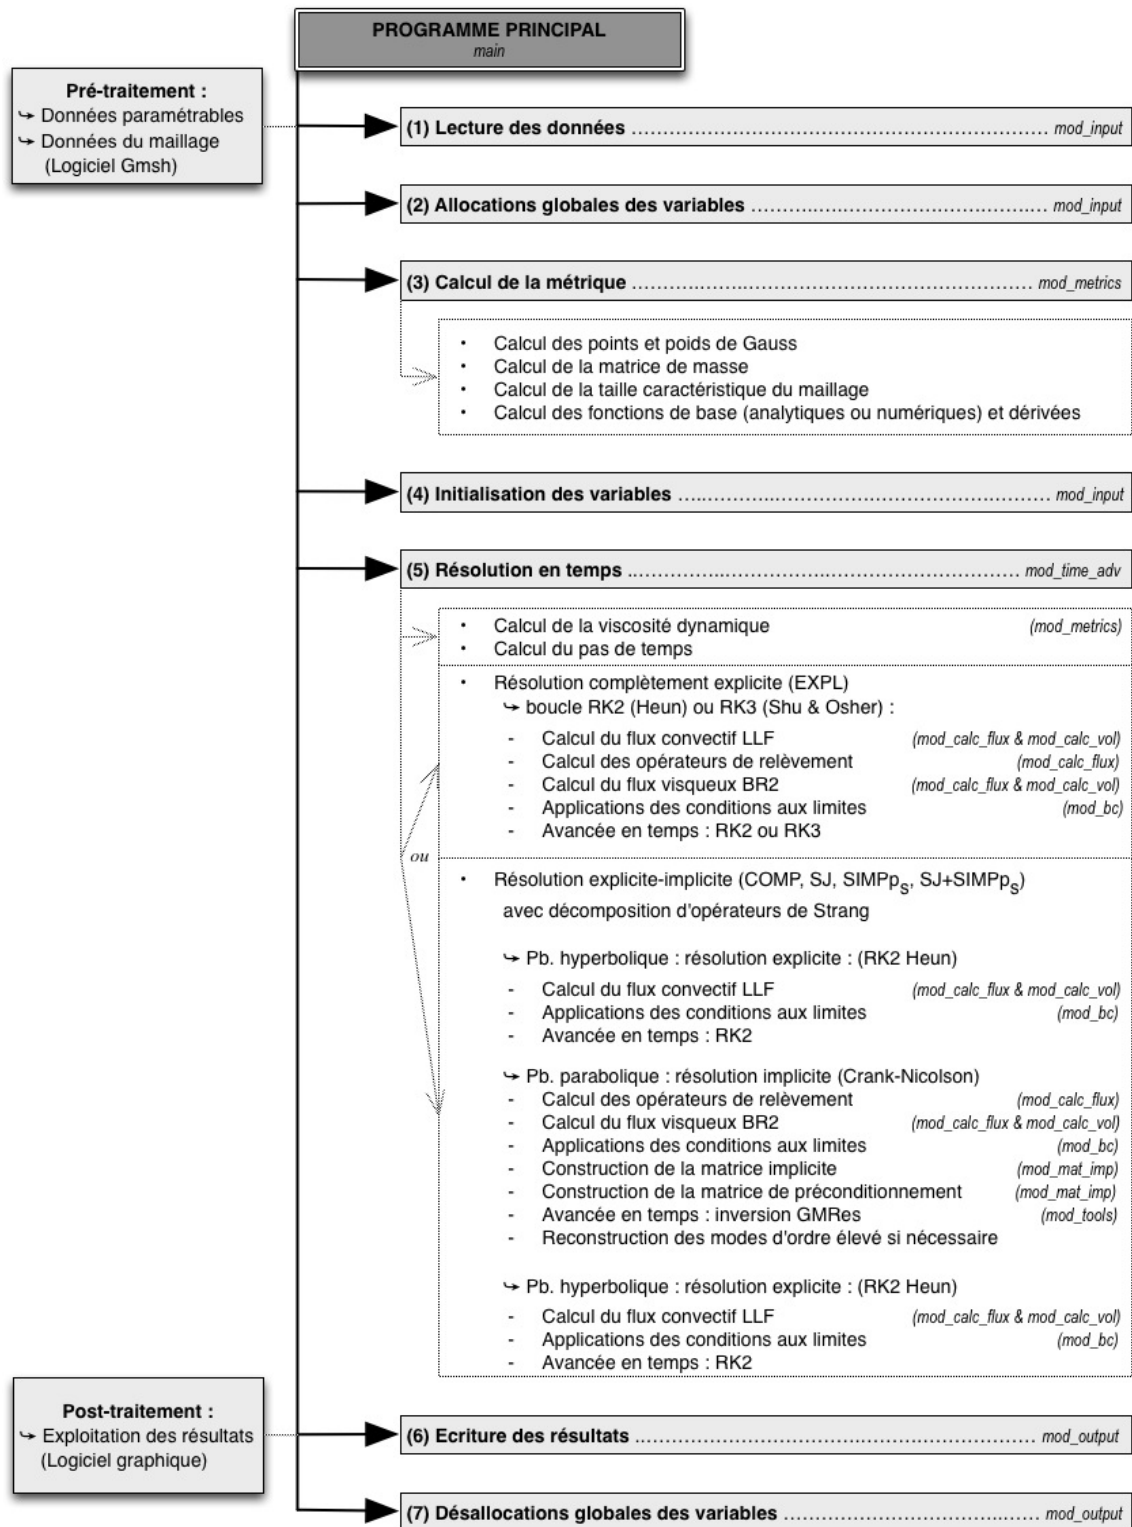 PROGRAMME PRINCIPAL
main
Pré-traitement :
↪ Données paramétrables
↪ Données du maillage
(Logiciel Gmsh)
(1) Lecture des données ........................................................ mod_input
(2) Allocations globales des variables ........................................ mod_input
(3) Calcul de la métrique ........................................................ mod_metrics
• Calcul des points et poids de Gauss
• Calcul de la matrice de masse
• Calcul de la taille caractéristique du maillage
• Calcul des fonctions de base (analytiques ou numériques) et dérivées
(4) Initialisation des variables .................................................. mod_input
(5) Résolution en temps ........................................................ mod_time_adv
• Calcul de la viscosité dynamique (mod_metrics)
• Calcul du pas de temps
• Résolution complètement explicite (EXPL)
↪ boucle RK2 (Heun) ou RK3 (Shu & Osher) :
- Calcul du flux convectif LLF (mod_calc_flux & mod_calc_vol)
- Calcul des opérateurs de relèvement (mod_calc_flux)
- Calcul du flux visqueux BR2 (mod_calc_flux & mod_calc_vol)
- Applications des conditions aux limites (mod_bc)
- Avancée en temps : RK2 ou RK3
ou
• Résolution explicite-implicite (COMP, SJ, SIMPps, SJ+SIMPps)
avec décomposition d'opérateurs de Strang
↪ Pb. hyperbolique : résolution explicite : (RK2 Heun)
- Calcul du flux convectif LLF (mod_calc_flux & mod_calc_vol)
- Applications des conditions aux limites (mod_bc)
- Avancée en temps : RK2
↪ Pb. parabolique : résolution implicite (Crank-Nicolson)
- Calcul des opérateurs de relèvement (mod_calc_flux)
- Calcul du flux visqueux BR2 (mod_calc_flux & mod_calc_vol)
- Applications des conditions aux limites (mod_bc)
- Construction de la matrice implicite (mod_mat_imp)
- Construction de la matrice de préconditionnement (mod_mat_imp)
- Avancée en temps : inversion GMRes (mod_tools)
- Reconstruction des modes d'ordre élevé si nécessaire
↪ Pb. hyperbolique : résolution explicite : (RK2 Heun)
- Calcul du flux convectif LLF (mod_calc_flux & mod_calc_vol)
- Applications des conditions aux limites (mod_bc)
- Avancée en temps : RK2
Post-traitement :
↪ Exploitation des résultats
(Logiciel graphique)
(6) Ecriture des résultats ........................................................ mod_output
(7) Désallocations globales des variables .................................... mod_output